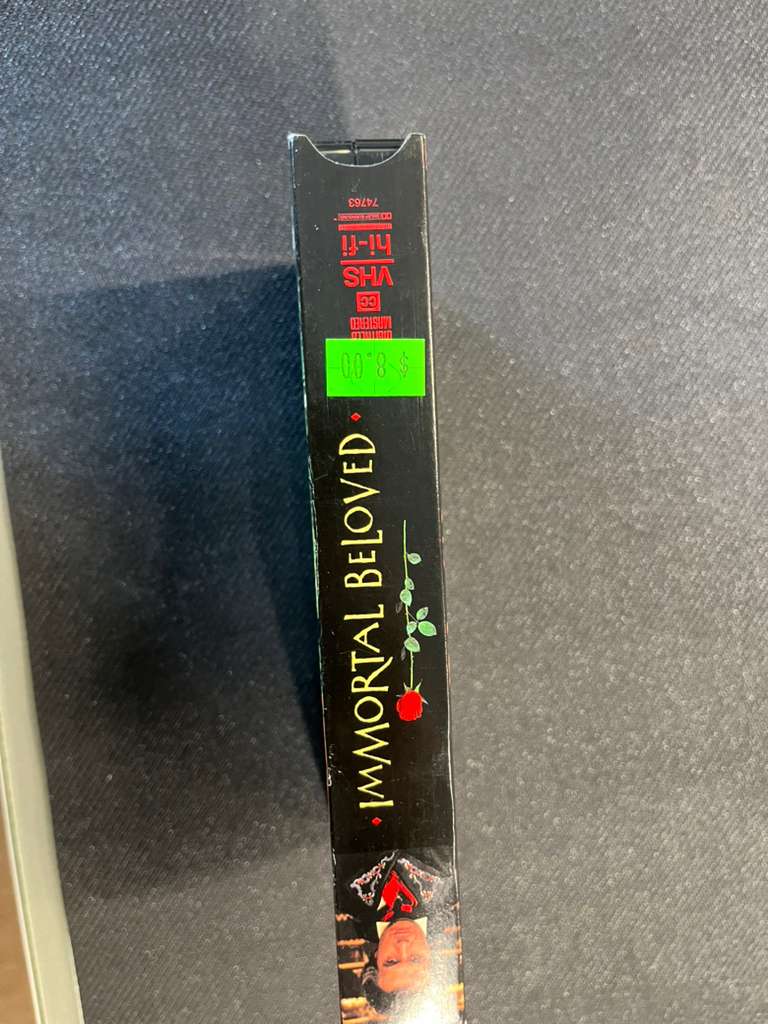 • IMMORTAL BELOVED •
$ 8.00
DIGITALLY
MASTERED
CC
VHS
hi-fi
74763